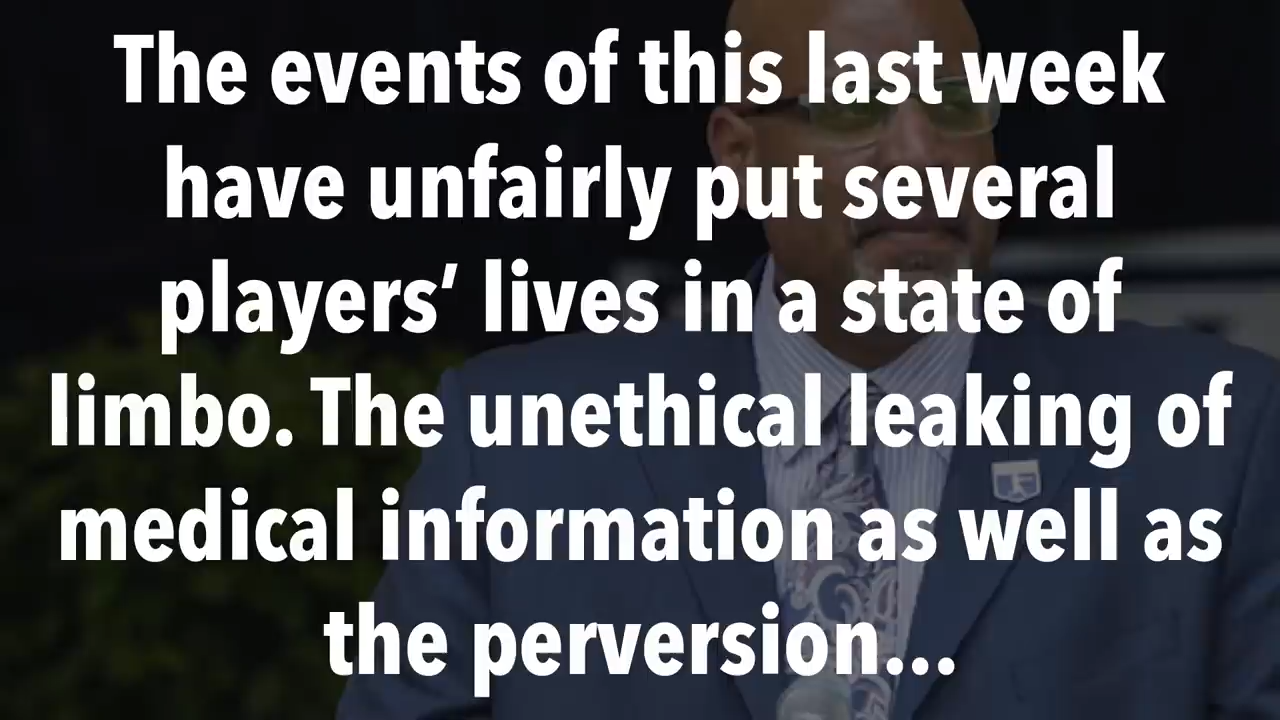 The events of this last week
have unfairly put several
players’ lives in a state of
limbo. The unethical leaking of
medical information as well as
the perversion...